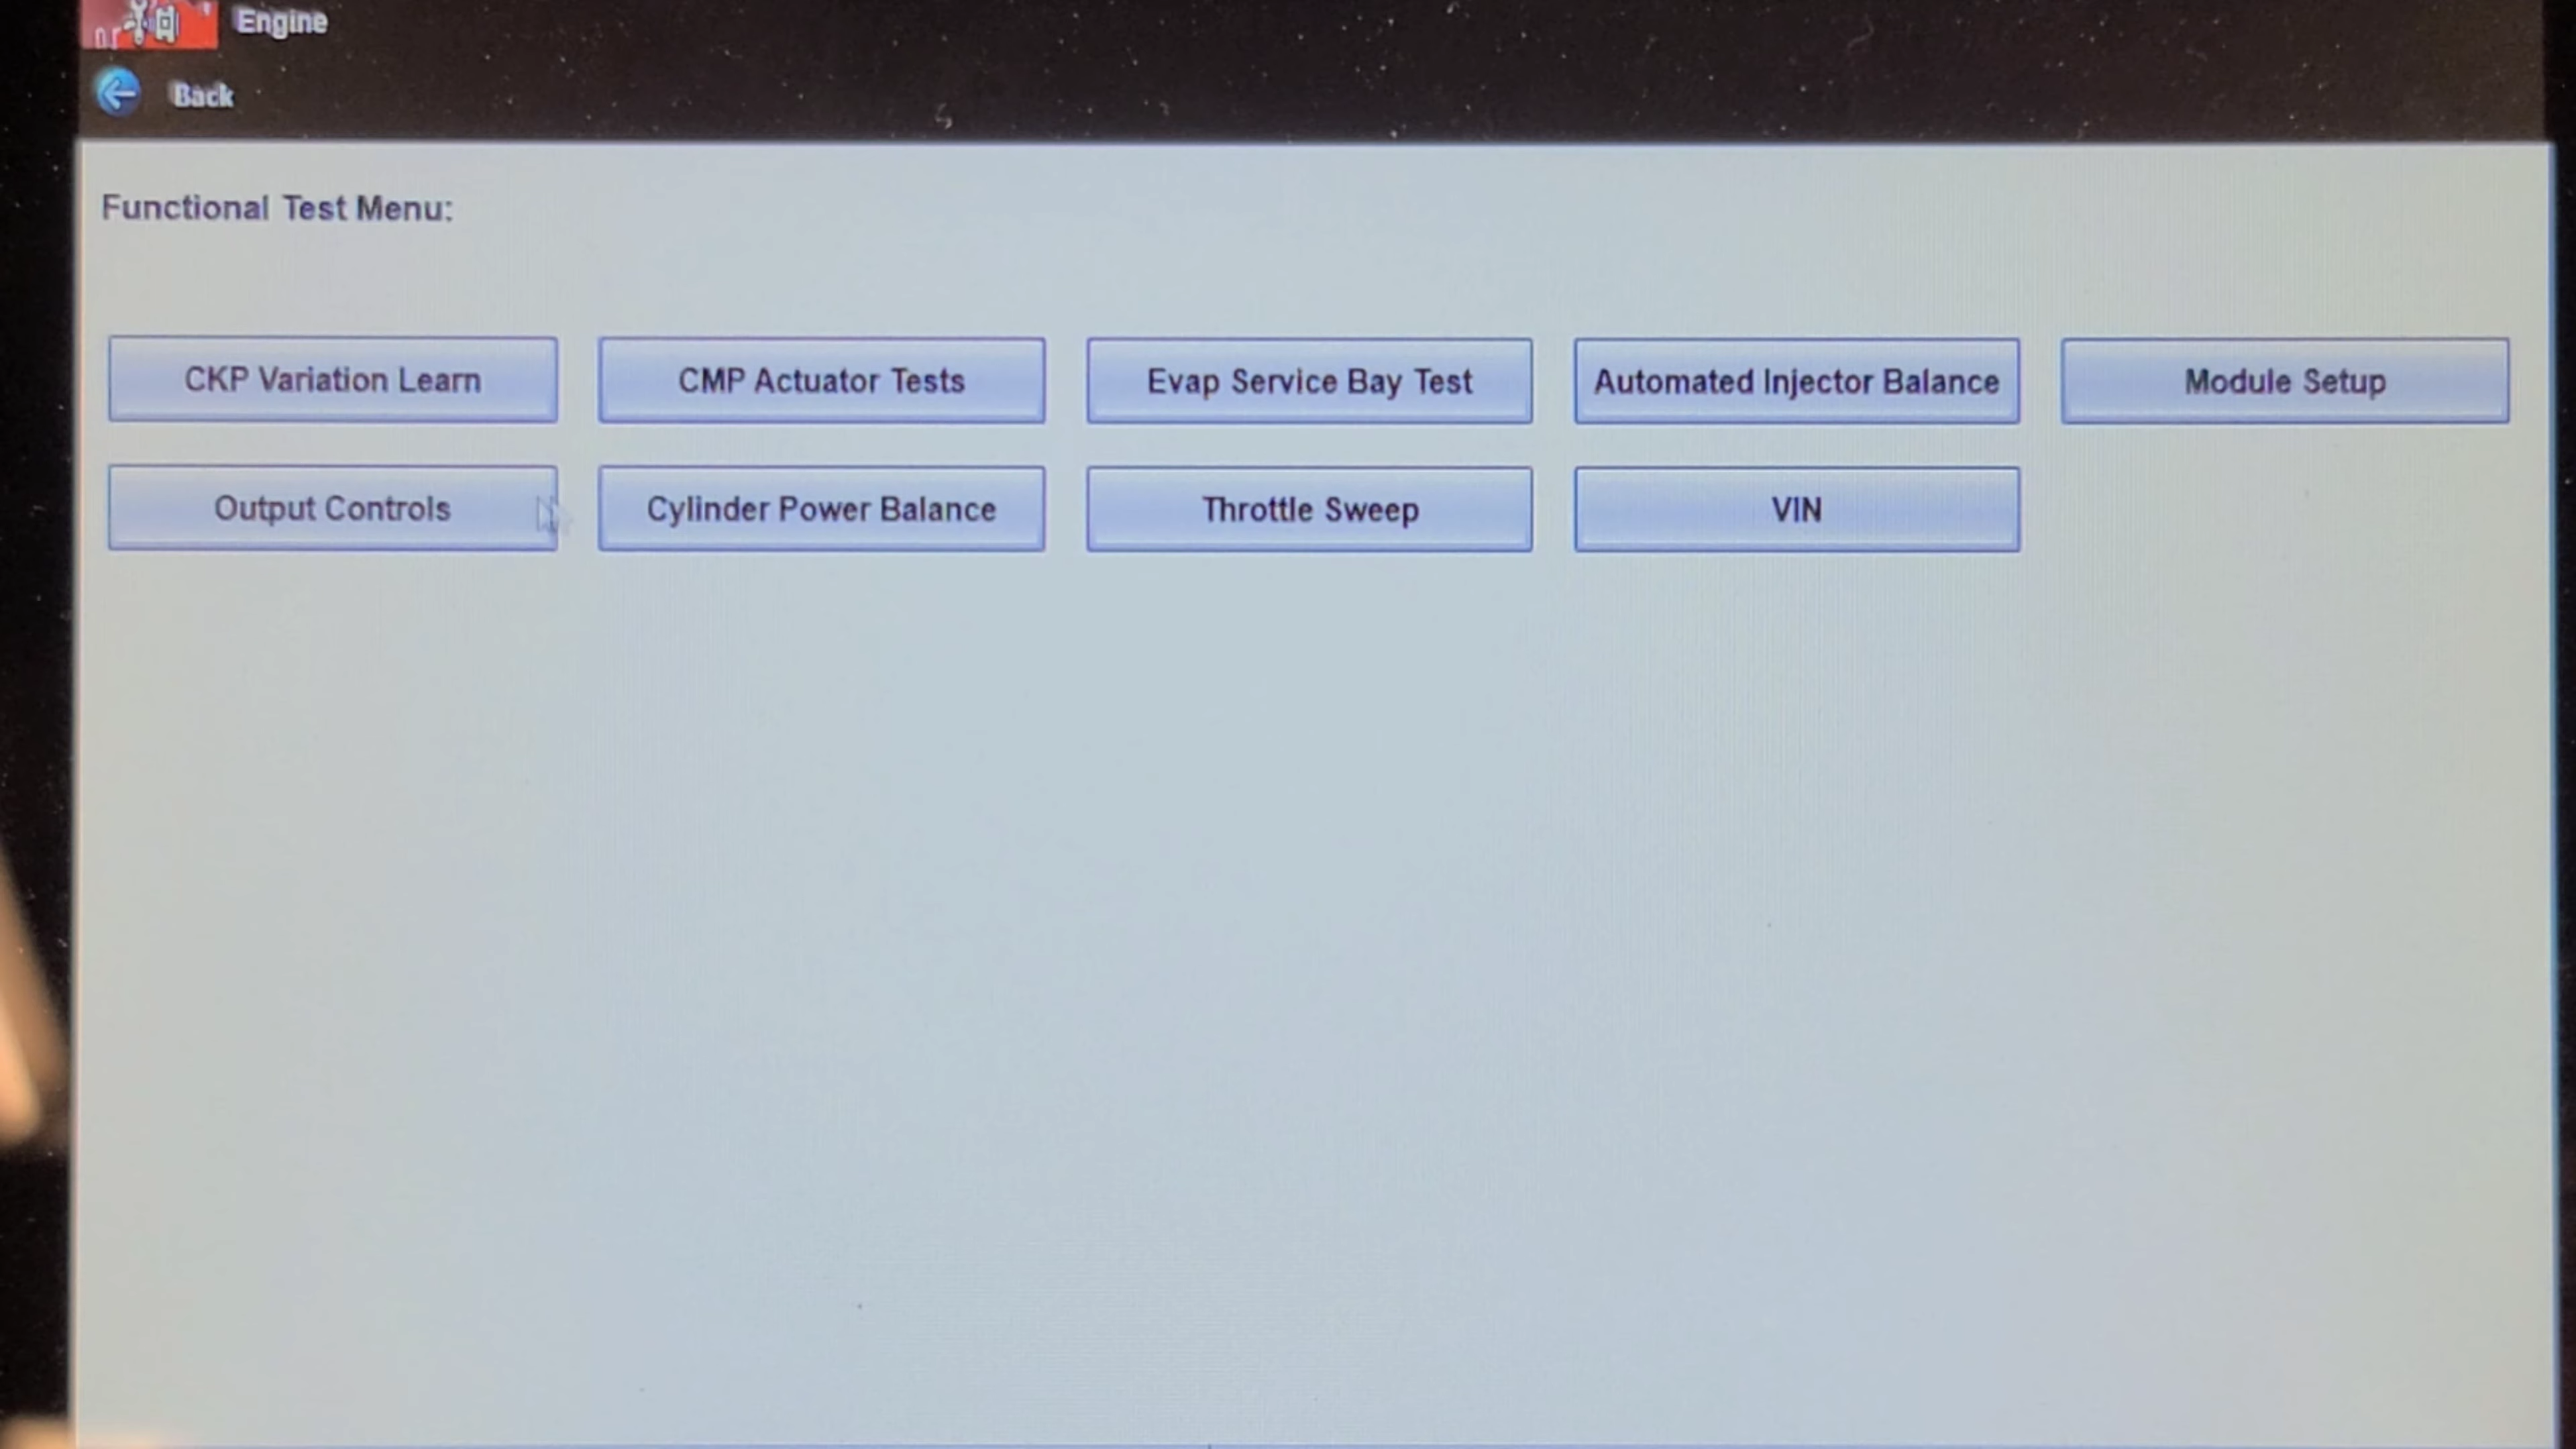 Engine
Back
Functional Test Menu:
CKP Variation Learn
CMP Actuator Tests
Evap Service Bay Test
Automated Injector Balance
Module Setup
Output Controls
Cylinder Power Balance
Throttle Sweep
VIN